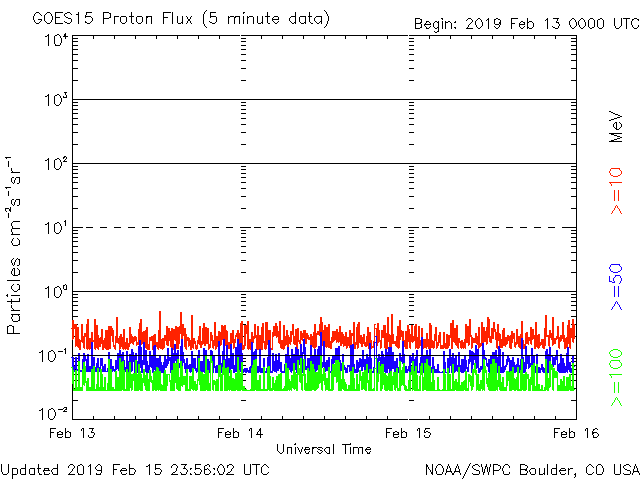 GOES15 Proton Flux (5 minute data)
Begin: 2019 Feb 13 0000 UTC
10⁴
10³
10²
10¹
10⁰
10⁻¹
10⁻²
Particles cm⁻²s⁻¹sr⁻¹
MeV
>=10
>=50
>=100
Feb 13
Feb 14
Feb 15
Feb 16
Universal Time
Updated 2019 Feb 15 23:56:02 UTC
NOAA/SWPC Boulder, CO USA